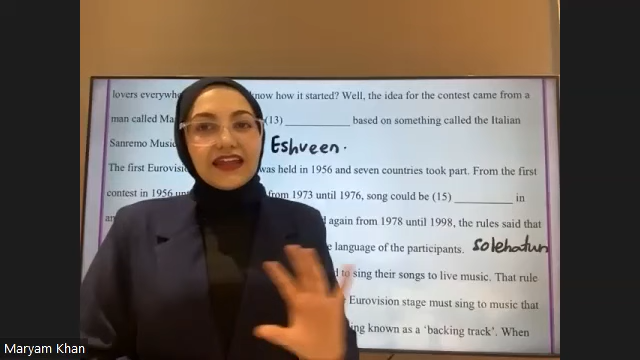 lovers everywhe know how it started? Well, the idea for the contest came from a
man called Ma (13) ____________ based on something called the Italian
Sanremo Music Eshveen.
The first Eurovisi was held in 1956 and seven countries took part. From the first
contest in 1956 un from 1973 until 1976, song could be (15) ____________ in
an again from 1978 until 1998, the rules said that
e language of the participants. Solehatun
d to sing their songs to live music. That rule
Eurovision stage must sing to music that
ing known as a ‘backing track’. When
Maryam Khan